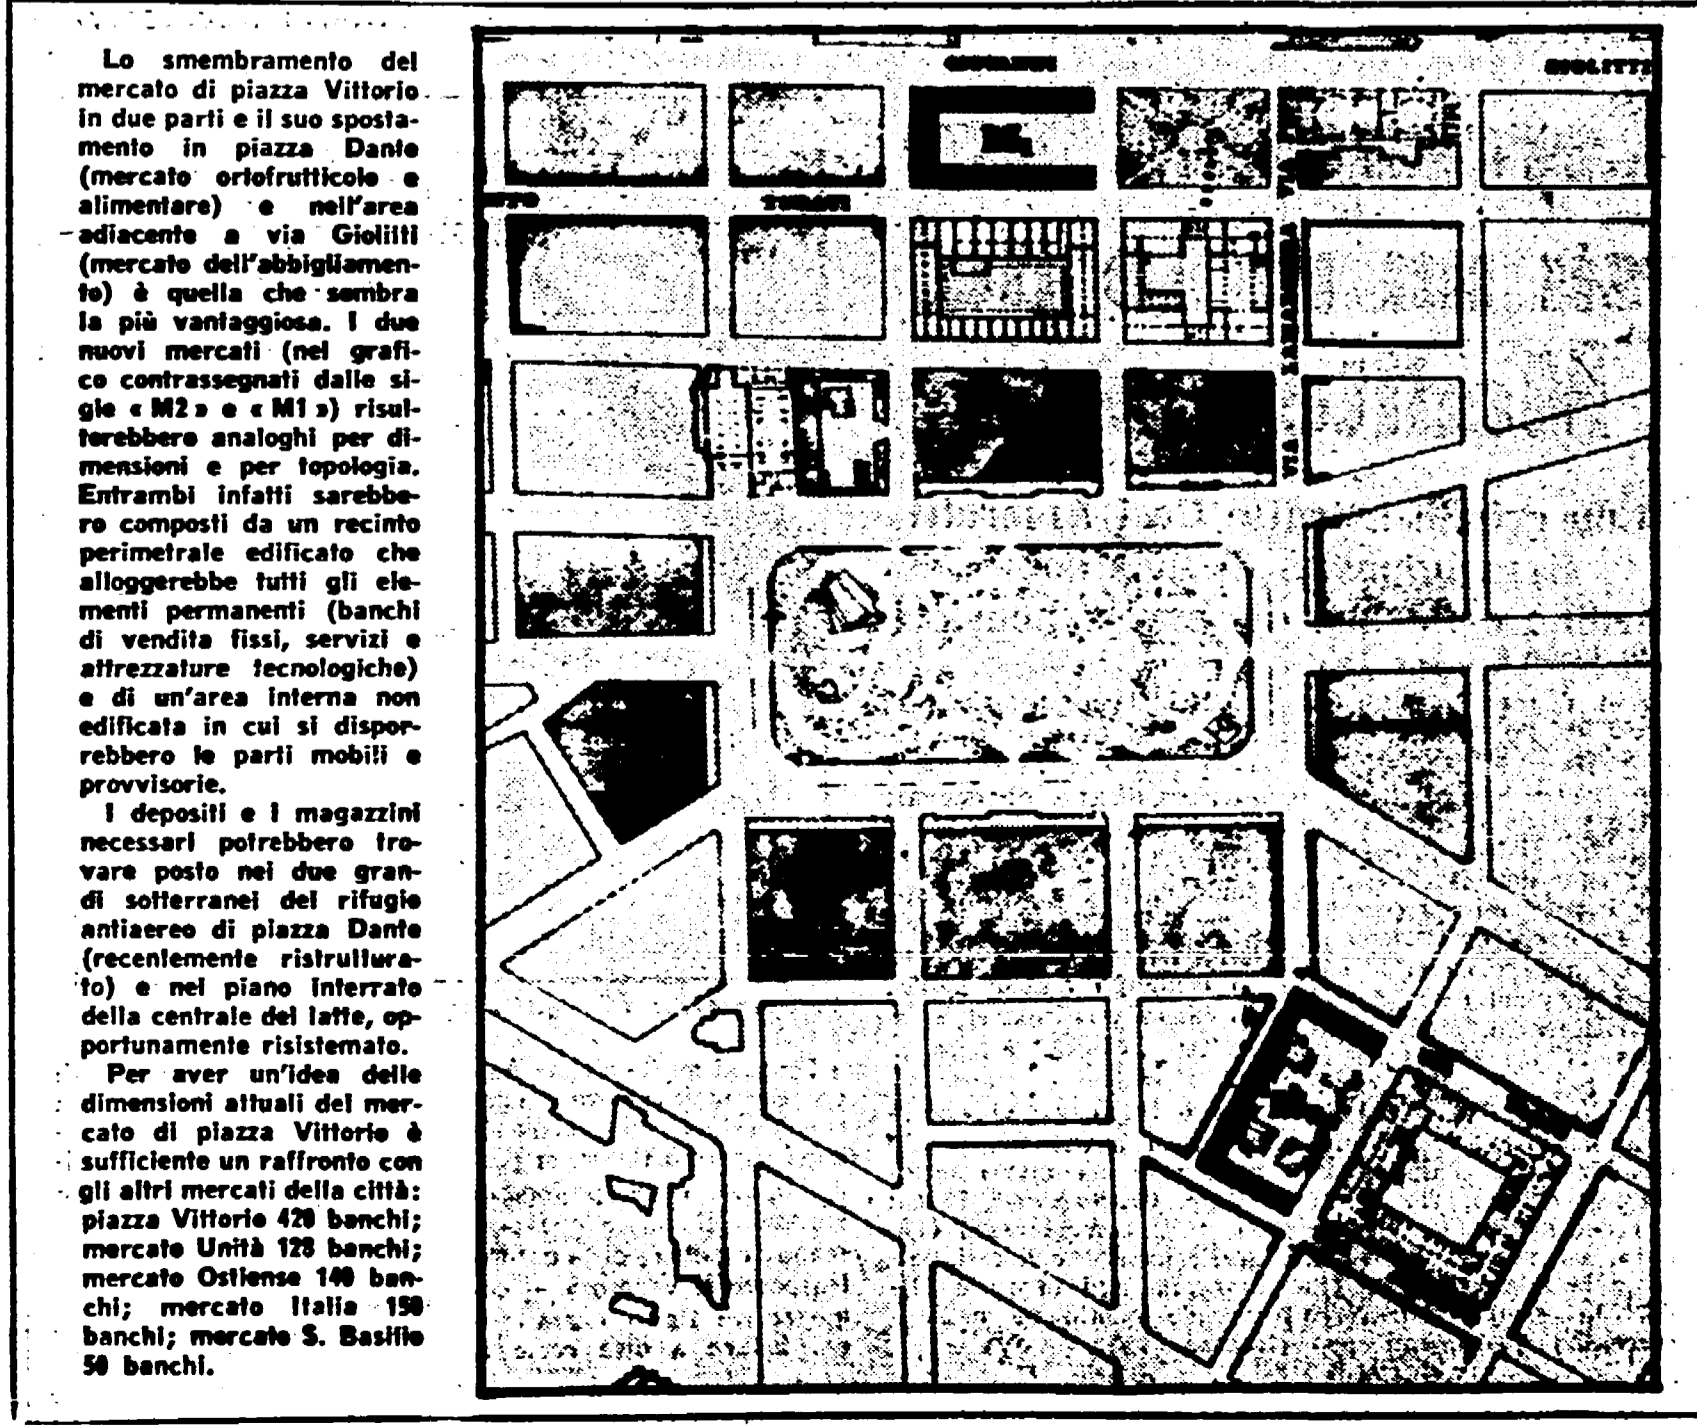 Lo smembramento del
mercato di piazza Vittorio
in due parti e il suo sposta-
mento in piazza Dante
(mercato ortofrutticolo e
alimentare) e nell'area
adiacente a via Giolitti
(mercato dell'abbigliamen-
to) è quella che sembra
la più vantaggiosa. I due
nuovi mercati (nel grafi-
co contrassegnati dalle si-
gle « M2 » e « M1 ») risul-
terebbero analoghi per di-
mensioni e per topologia.
Entrambi infatti sarebbe-
ro composti da un recinto
perimetrale edificato che
alloggerebbe tutti gli ele-
menti permanenti (banchi
di vendita fissi, servizi e
attrezzature tecnologiche)
e di un'area interna non
edificata in cui si dispor-
rebbero le parti mobili e
provvisorie.
I depositi e i magazzini
necessari potrebbero tro-
vare posto nei due gran-
di sotterranei del rifugio
antiaereo di piazza Dante
(recentemente ristruttura-
to) e nel piano interrato
della centrale del latte, op-
portunamente risistemato.
Per aver un'idea delle
dimensioni attuali del mer-
cato di piazza Vittorio è
sufficiente un raffronto con
gli altri mercati della città:
piazza Vittorio 420 banchi;
mercato Unità 128 banchi;
mercato Ostiense 140 ban-
chi; mercato Italia 150
banchi; mercato S. Basilio
50 banchi.
GIOLITTI
TURATI
VIA LAMARMORA
VIA